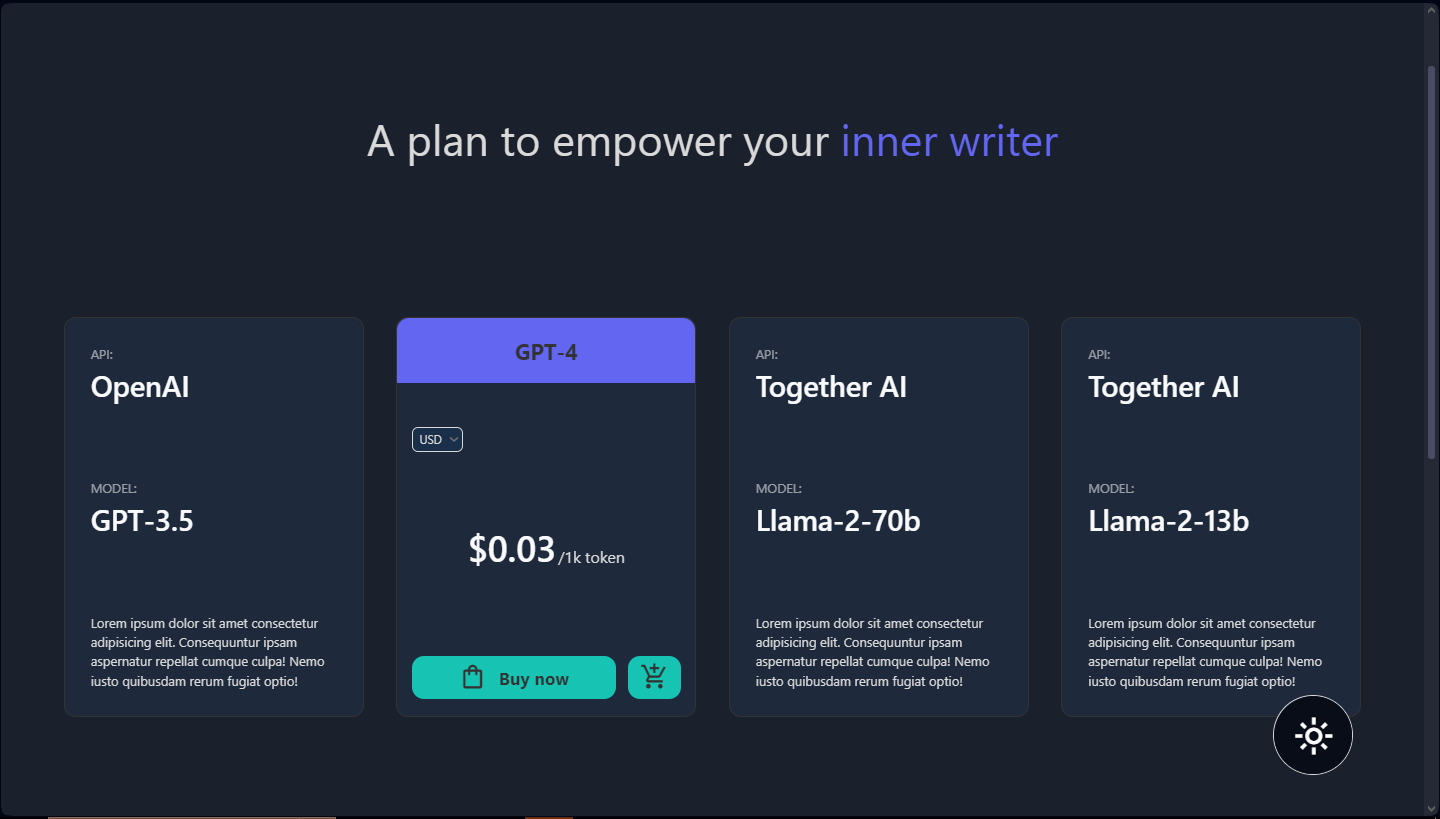 A plan to empower your inner writer
API:
OpenAI
MODEL:
GPT-3.5
Lorem ipsum dolor sit amet consectetur
adipisicing elit. Consequuntur ipsam
aspernatur repellat cumque culpa! Nemo
iusto quibusdam rerum fugiat optio!
GPT-4
USD
$0.03 /1k token
Buy now
API:
Together AI
MODEL:
Llama-2-70b
Lorem ipsum dolor sit amet consectetur
adipisicing elit. Consequuntur ipsam
aspernatur repellat cumque culpa! Nemo
iusto quibusdam rerum fugiat optio!
API:
Together AI
MODEL:
Llama-2-13b
Lorem ipsum dolor sit amet consectetur
adipisicing elit. Consequuntur ipsam
aspernatur repellat cumque culpa! Nemo
iusto quibusdam rerum fugiat optio!